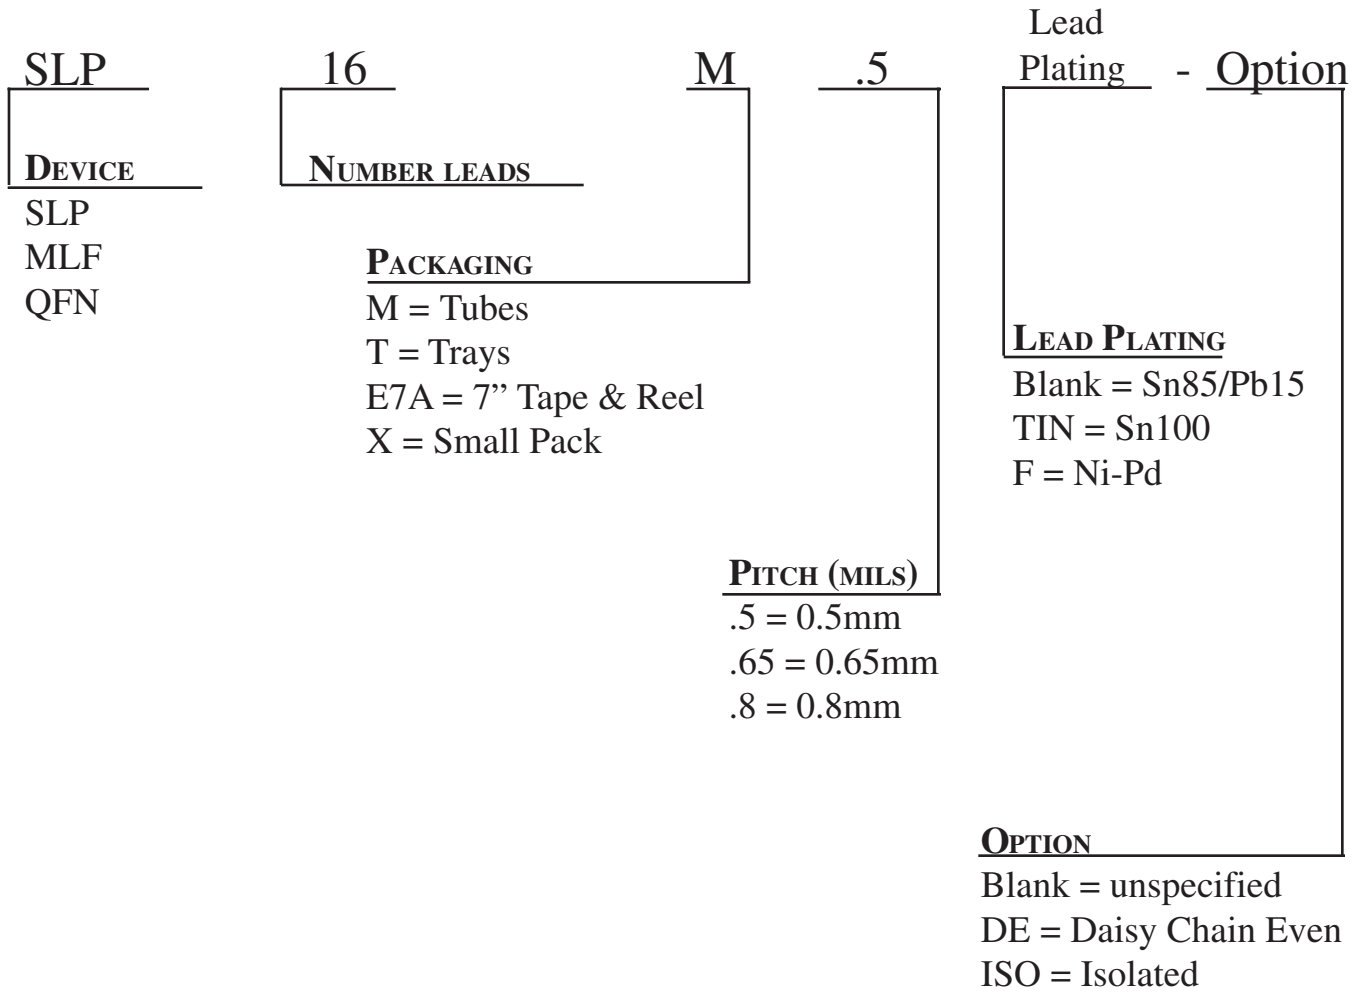 Lead
SLP 16 M .5 Plating - Option
DEVICE
SLP
MLF
QFN
NUMBER LEADS
PACKAGING
M = Tubes
T = Trays
E7A = 7” Tape & Reel
X = Small Pack
LEAD PLATING
Blank = Sn85/Pb15
TIN = Sn100
F = Ni-Pd
PITCH (MILS)
.5 = 0.5mm
.65 = 0.65mm
.8 = 0.8mm
OPTION
Blank = unspecified
DE = Daisy Chain Even
ISO = Isolated